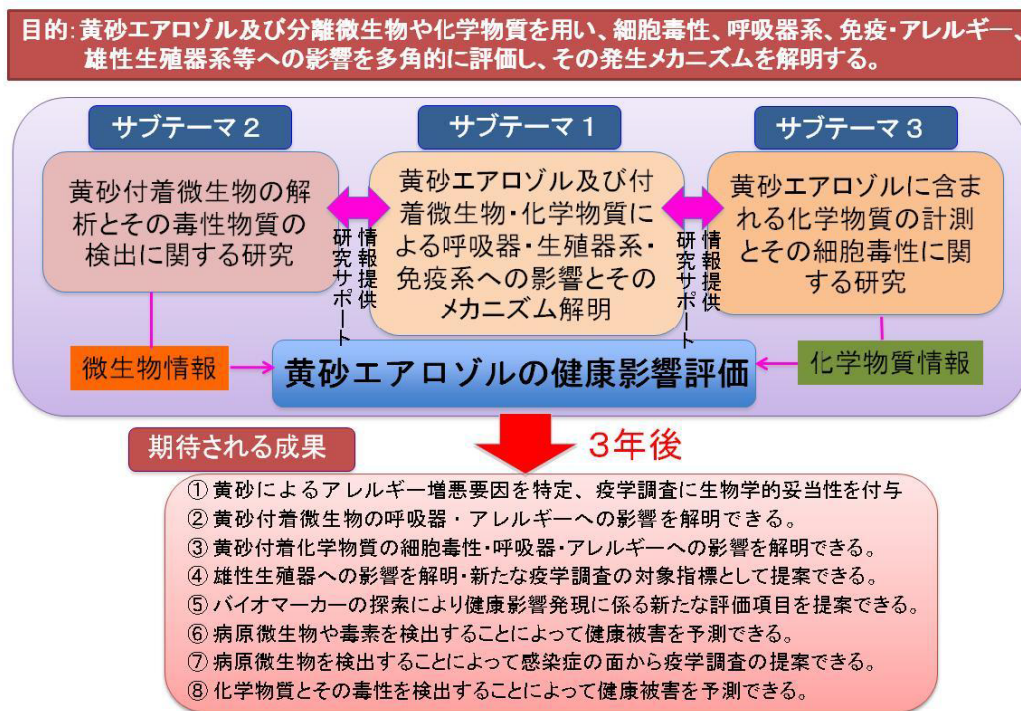 目的:黄砂エアロゾル及び分離微生物や化学物質を用い、細胞毒性、呼吸器系、免疫・アレルギー、
雄性生殖器系等への影響を多角的に評価し、その発生メカニズムを解明する。
サブテーマ2
黄砂付着微生物の解
析とその毒性物質の
検出に関する研究
サブテーマ1
黄砂エアロゾル及び付
着微生物・化学物質によ
る呼吸器・生殖器系・
免疫系への影響とその
メカニズム解明
サブテーマ3
黄砂エアロゾルに含ま
れる化学物質の計測
とその細胞毒性に関
する研究
情報提供
研究サポート
情報提供
研究サポート
微生物情報
黄砂エアロゾルの健康影響評価
化学物質情報
3年後
期待される成果
①黄砂によるアレルギー増悪要因を特定、疫学調査に生物学的妥当性を付与
②黄砂付着微生物の呼吸器・アレルギーへの影響を解明できる。
③黄砂付着化学物質の細胞毒性・呼吸器・アレルギーへの影響を解明できる。
④雄性生殖器への影響を解明・新たな疫学調査の対象指標として提案できる。
⑤バイオマーカーの探索により健康影響発現に係る新たな評価項目を提案できる。
⑥病原微生物や毒素を検出することによって健康被害を予測できる。
⑦病原微生物を検出することによって感染症の面から疫学調査の提案できる。
⑧化学物質とその毒性を検出することによって健康被害を予測できる。